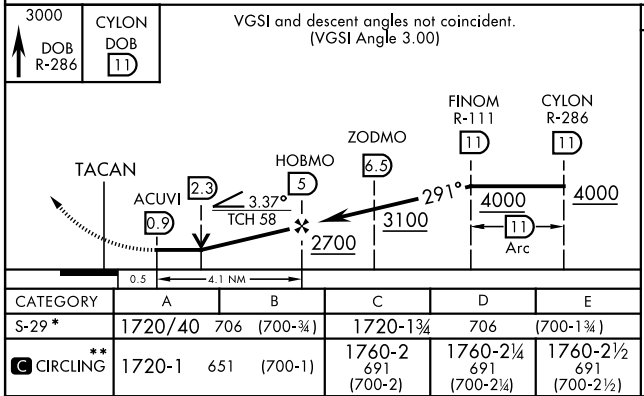 3000
DOB
R-286
CYLON
DOB
11
VGSI and descent angles not coincident.
(VGSI Angle 3.00)
FINOM
R-111
11
CYLON
R-286
11
ZODMO
6.5
HOBMO
5
TACAN
ACUVI
0.9
2.3
3.37°
TCH 58
291°
4000
4000
3100
2700
11
Arc
0.5
4.1 NM
CATEGORY A B C D E
S-29 * 1720/40 706 (700-¾) 1720-1¾ 706 (700-1¾)
C CIRCLING ** 1720-1 651 (700-1) 1760-2 691 (700-2) 1760-2¼ 691 (700-2¼) 1760-2½ 691 (700-2½)